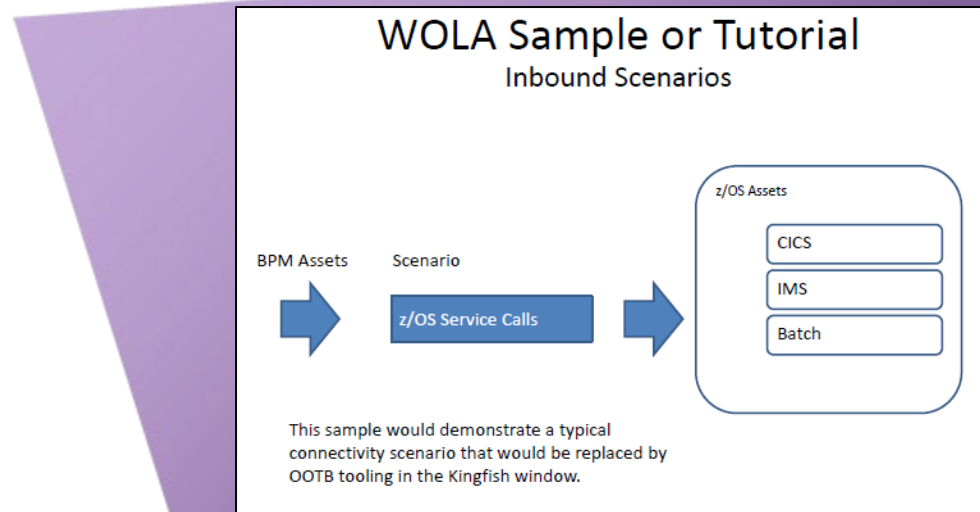 WOLA Sample or Tutorial
Inbound Scenarios
z/OS Assets
CICS
IMS
Batch
BPM Assets
Scenario
z/OS Service Calls
This sample would demonstrate a typical
connectivity scenario that would be replaced by
OOTB tooling in the Kingfish window.